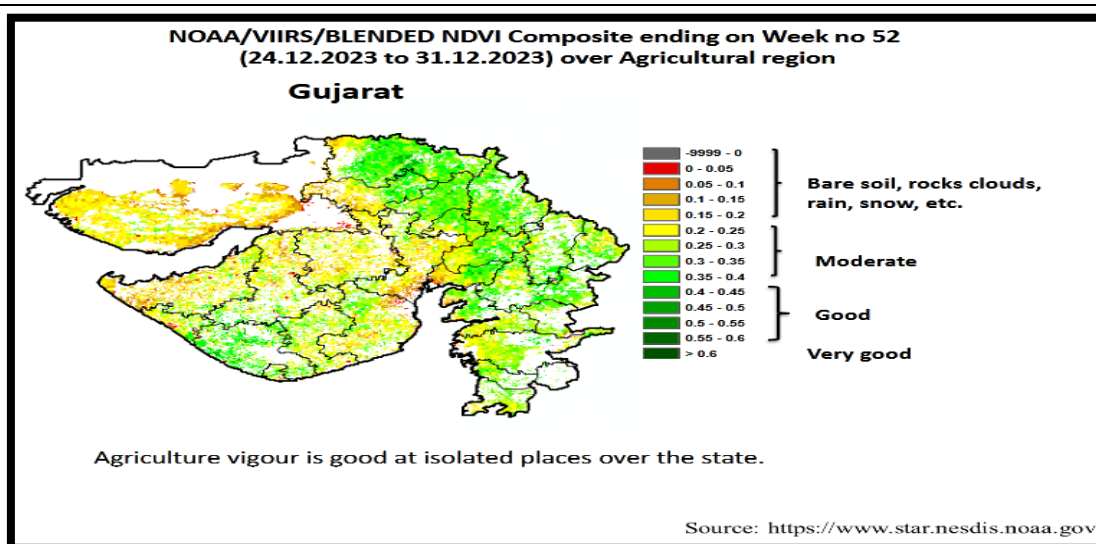 NOAA/VIIRS/BLENDED NDVI Composite ending on Week no 52
(24.12.2023 to 31.12.2023) over Agricultural region
Gujarat
-9999 - 0
0 - 0.05
0.05 - 0.1
0.1 - 0.15
0.15 - 0.2
0.2 - 0.25
0.25 - 0.3
0.3 - 0.35
0.35 - 0.4
0.4 - 0.45
0.45 - 0.5
0.5 - 0.55
0.55 - 0.6
> 0.6
Bare soil, rocks clouds,
rain, snow, etc.
Moderate
Good
Very good
Agriculture vigour is good at isolated places over the state.
Source: https://www.star.nesdis.noaa.gov